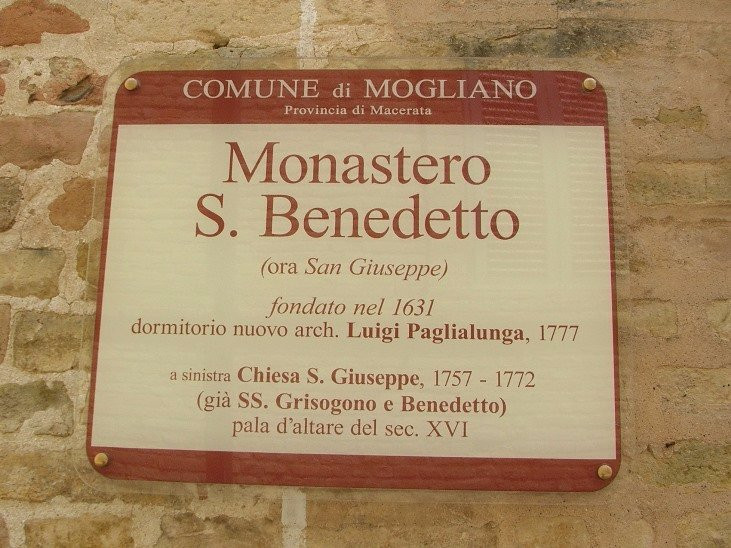 COMUNE di MOGLIANO
Provincia di Macerata
Monastero
S. Benedetto
(ora San Giuseppe)
fondato nel 1631
dormitorio nuovo arch. Luigi Paglialunga, 1777
a sinistra Chiesa S. Giuseppe, 1757 - 1772
(già SS. Grisogono e Benedetto)
pala d'altare del sec. XVI